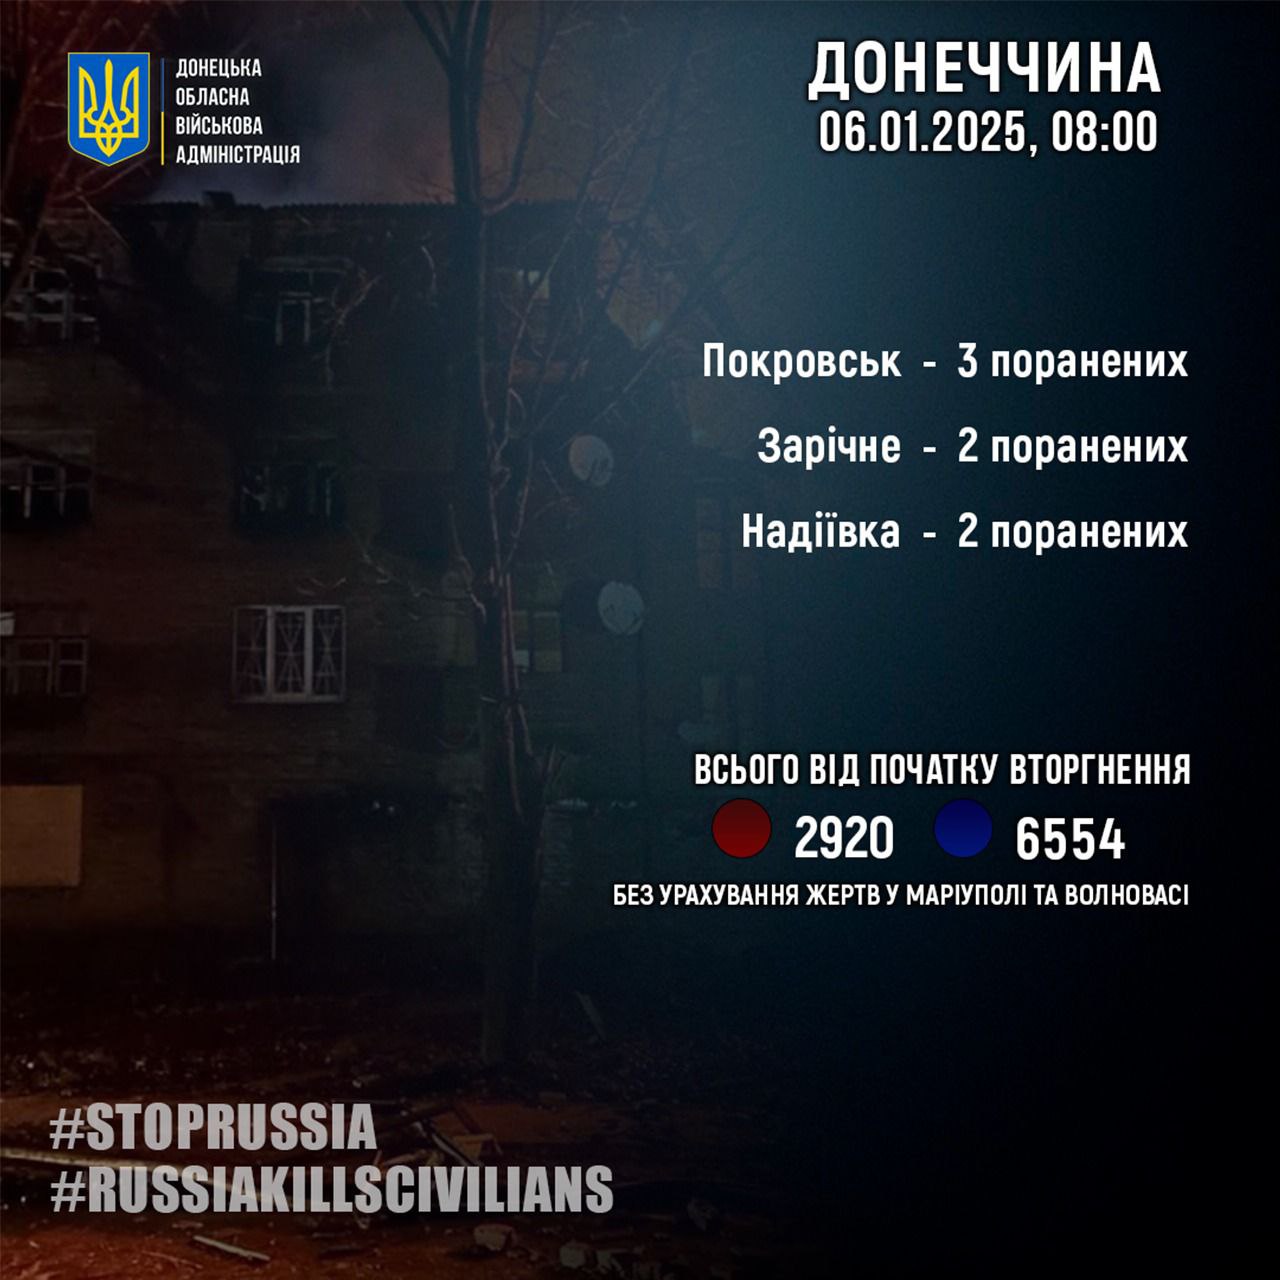 ДОНЕЦЬКА
ОБЛАСНА
ВІЙСЬКОВА
АДМІНІСТРАЦІЯ
ДОНЕЧЧИНА
06.01.2025, 08:00
Покровськ - 3 поранених
Зарічне - 2 поранених
Надіївка - 2 поранених
ВСЬОГО ВІД ПОЧАТКУ ВТОРГНЕННЯ
2920 6554
БЕЗ УРАХУВАННЯ ЖЕРТВ У МАРІУПОЛІ ТА ВОЛНОВАСІ
#STOPRUSSIA
#RUSSIAKILLSCIVILIANS